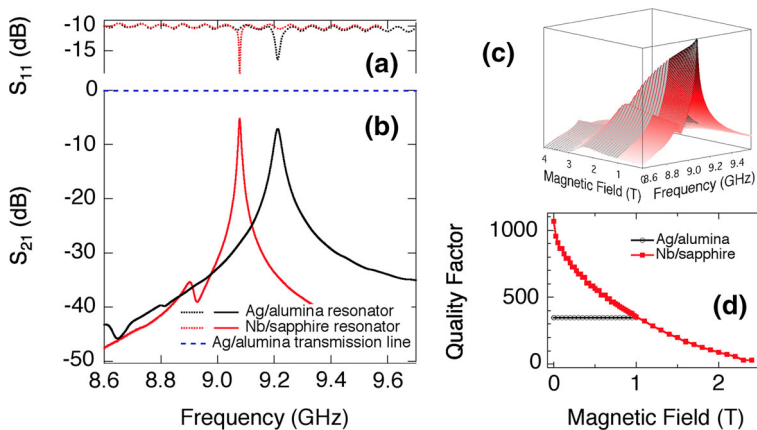 -10
-15
S11 (dB)
(a)
0
-10
-20
-30
-40
-50
S21 (dB)
(b)
Ag/alumina resonator
Nb/sapphire resonator
Ag/alumina transmission line
8.6 8.8 9.0 9.2 9.4 9.6
Frequency (GHz)
(c)
4 3 2 1 0
Magnetic Field (T)
8.6 8.8 9.0 9.2 9.4
Frequency (GHz)
1000
500
0
Quality Factor
Ag/alumina
Nb/sapphire
(d)
0 1 2
Magnetic Field (T)